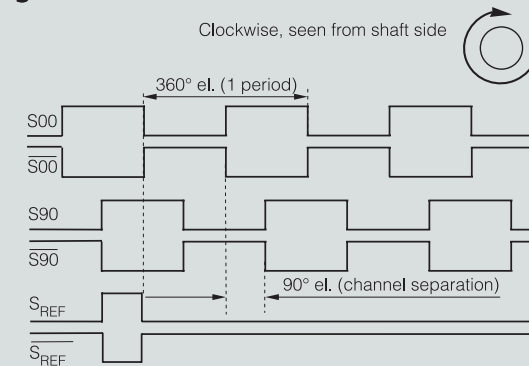 Clockwise, seen from shaft side
360° el. (1 period)
S00
S00
S90
S90
90° el. (channel separation)
SREF
SREF